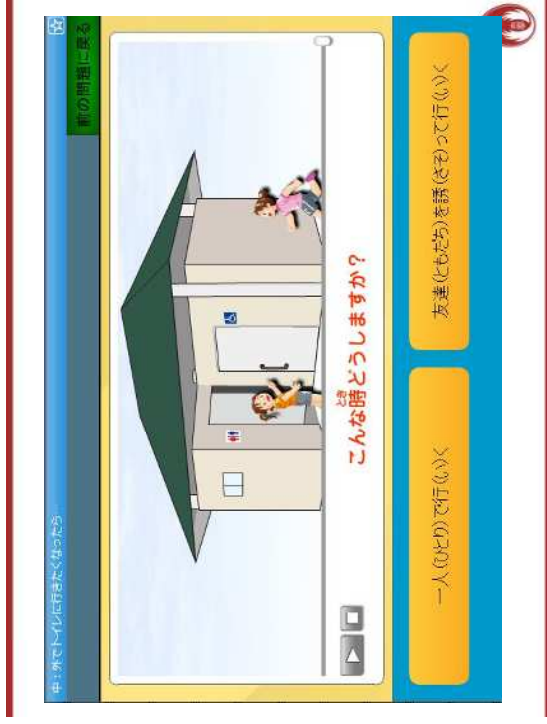 中：外でトイレに行きたくなったら
前の問題に戻る
こんな時どうしますか？
とき
一人(ひとり)で行(い)く
友達(ともだち)を誘(さそ)って行(い)く